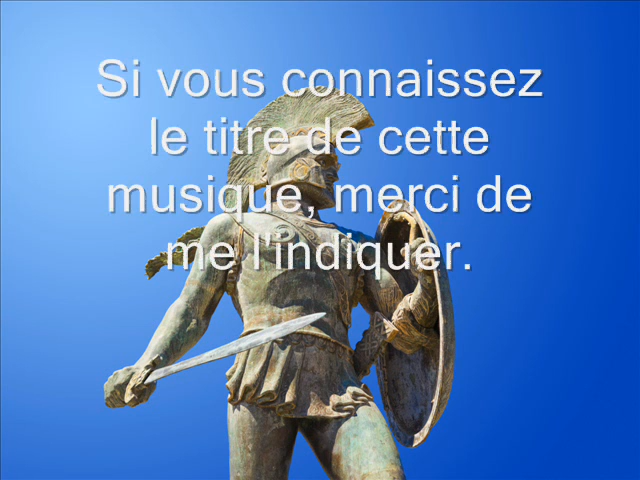 Si vous connaissez
le titre de cette
musique, merci de
me l'indiquer.